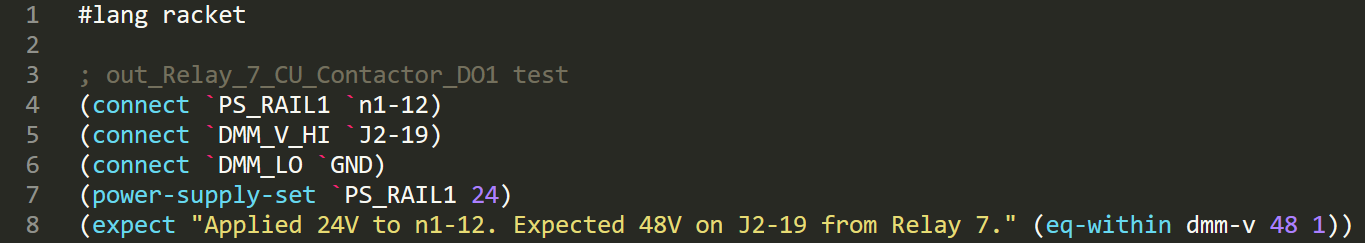 1 #lang racket
2
3 ; out_Relay_7_CU_Contactor_DO1 test
4 (connect `PS_RAIL1 `n1-12)
5 (connect `DMM_V_HI `J2-19)
6 (connect `DMM_LO `GND)
7 (power-supply-set `PS_RAIL1 24)
8 (expect "Applied 24V to n1-12. Expected 48V on J2-19 from Relay 7." (eq-within dmm-v 48 1))